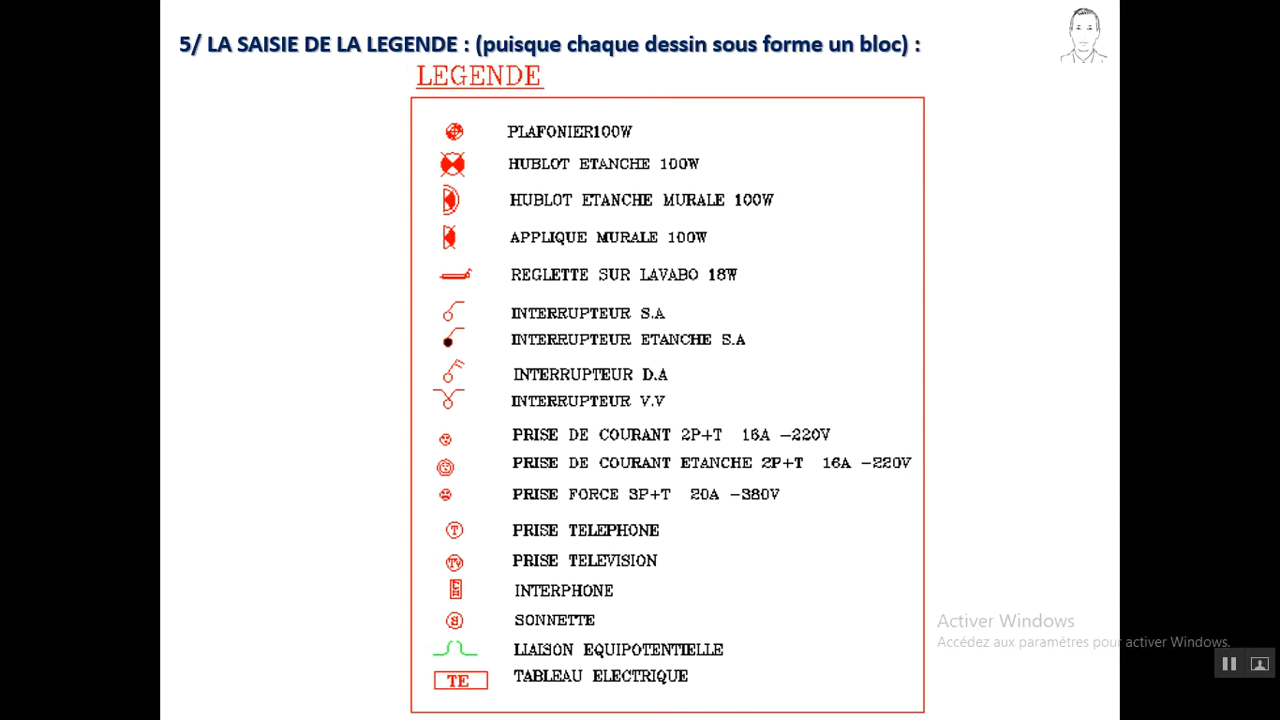 5/ LA SAISIE DE LA LEGENDE : (puisque chaque dessin sous forme un bloc) :
LEGENDE
PLAFONIER100W
HUBLOT ETANCHE 100W
HUBLOT ETANCHE MURALE 100W
APPLIQUE MURALE 100W
REGLETTE SUR LAVABO 18W
INTERRUPTEUR S.A
INTERRUPTEUR ETANCHE S.A
INTERRUPTEUR D.A
INTERRUPTEUR V.V
PRISE DE COURANT 2P+T 16A -220V
PRISE DE COURANT ETANCHE 2P+T 16A -220V
PRISE FORCE 3P+T 20A -380V
T PRISE TELEPHONE
TV PRISE TELEVISION
INTERPHONE
S SONNETTE
LIAISON EQUIPOTENTIELLE
TE TABLEAU ELECTRIQUE
Activer Windows
Accédez aux paramètres pour activer Windows.